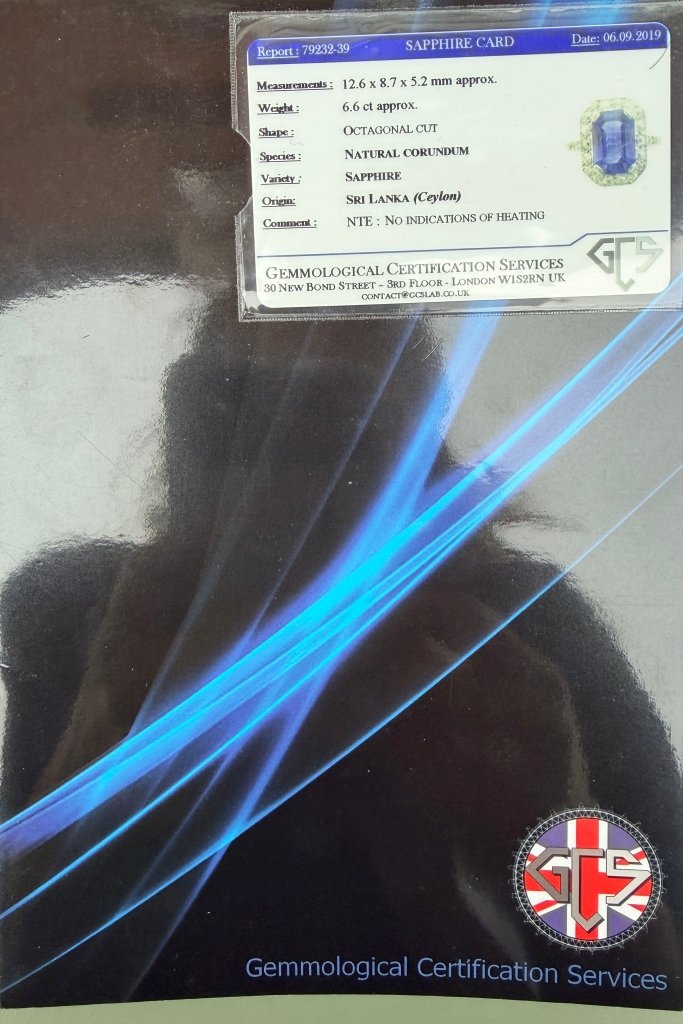 Report : 79232-39 SAPPHIRE CARD Date: 06.09.2019
Measurements : 12.6 x 8.7 x 5.2 mm approx.
Weight : 6.6 ct approx.
Shape : OCTAGONAL CUT
Species : NATURAL CORUNDUM
Variety : SAPPHIRE
Origin: SRI LANKA (Ceylon)
Comment : NTE : NO INDICATIONS OF HEATING
GCS
GEMMOLOGICAL CERTIFICATION SERVICES
30 NEW BOND STREET – 3RD FLOOR - LONDON W1S2RN UK
CONTACT@GCSLAB.CO.UK
GCS
Gemmological Certification Services